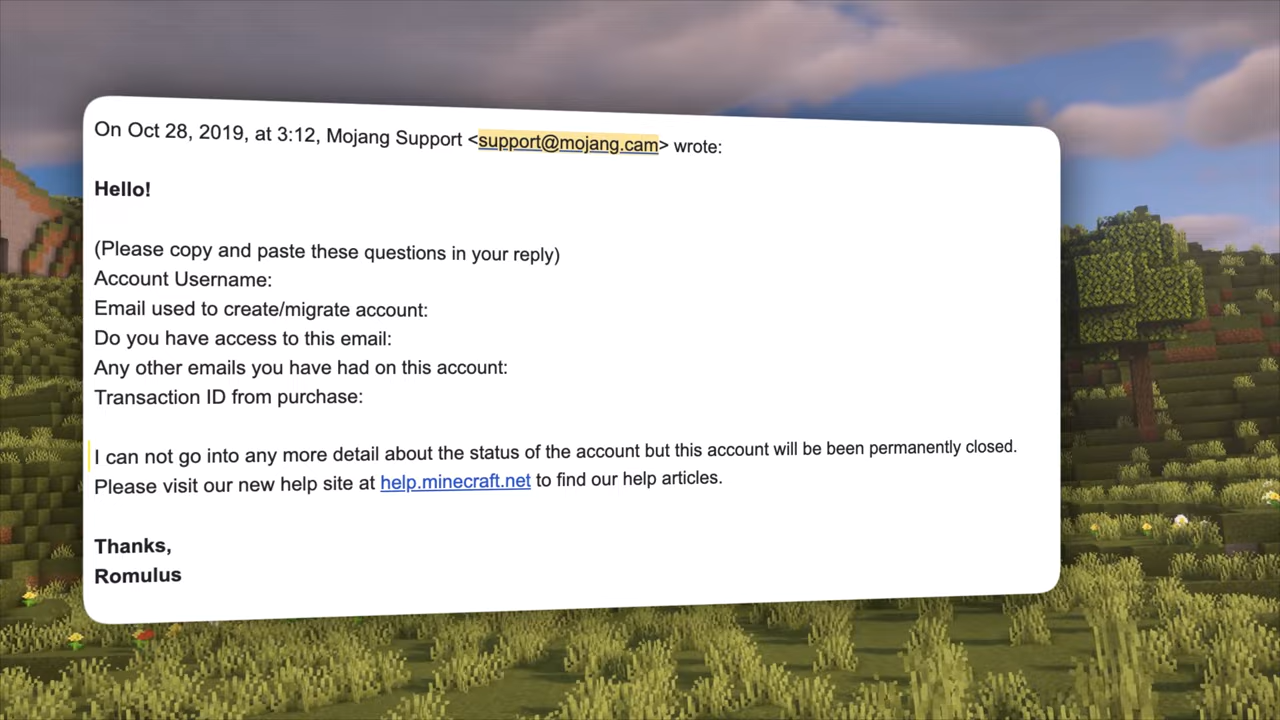 On Oct 28, 2019, at 3:12, Mojang Support <support@mojang.cam> wrote:
Hello!
(Please copy and paste these questions in your reply)
Account Username:
Email used to create/migrate account:
Do you have access to this email:
Any other emails you have had on this account:
Transaction ID from purchase:
I can not go into any more detail about the status of the account but this account will be been permanently closed.
Please visit our new help site at help.minecraft.net to find our help articles.
Thanks,
Romulus